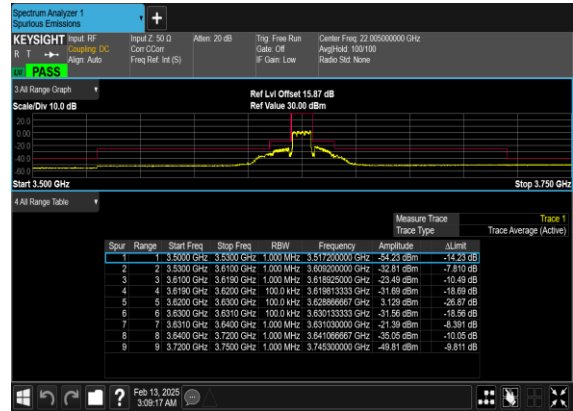 Spectrum Analyzer 1
Spurious Emissions
KEYSIGHT Input: RF Input Z: 50 Ω Atten: 20 dB Trig: Free Run Center Freq: 22.005000000 GHz
R T Coupling: DC Corr CCorr Gate: Off Avg|Hold: 100/100
Align: Auto Freq Ref: Int (S) IF Gain: Low Radio Std: None
PASS
3 All Range Graph
Ref Lvl Offset 15.87 dB
Scale/Div 10.0 dB Ref Value 30.00 dBm
20.0
0.00
-20.0
-40.0
-60.0
Start 3.500 GHz Stop 3.750 GHz
4 All Range Table
Measure Trace Trace 1
Trace Type Trace Average (Active)
Spur Range Start Freq Stop Freq RBW Frequency Amplitude ΔLimit
1 1 3.5000 GHz 3.5300 GHz 1.000 MHz 3.517200000 GHz -54.23 dBm -14.23 dB
2 2 3.5300 GHz 3.6100 GHz 1.000 MHz 3.609200000 GHz -32.81 dBm -7.810 dB
3 3 3.6100 GHz 3.6190 GHz 1.000 MHz 3.618925000 GHz -23.49 dBm -10.49 dB
4 4 3.6190 GHz 3.6200 GHz 100.0 kHz 3.619813333 GHz -31.69 dBm -18.69 dB
5 5 3.6200 GHz 3.6300 GHz 100.0 kHz 3.628866667 GHz 3.129 dBm -26.87 dB
6 6 3.6300 GHz 3.6310 GHz 100.0 kHz 3.630133333 GHz -31.56 dBm -18.56 dB
7 7 3.6310 GHz 3.6400 GHz 1.000 MHz 3.631030000 GHz -21.39 dBm -8.391 dB
8 8 3.6400 GHz 3.7200 GHz 1.000 MHz 3.641066667 GHz -35.05 dBm -10.05 dB
9 9 3.7200 GHz 3.7500 GHz 1.000 MHz 3.745300000 GHz -49.81 dBm -9.811 dB
Feb 13, 2025
3:09:17 AM